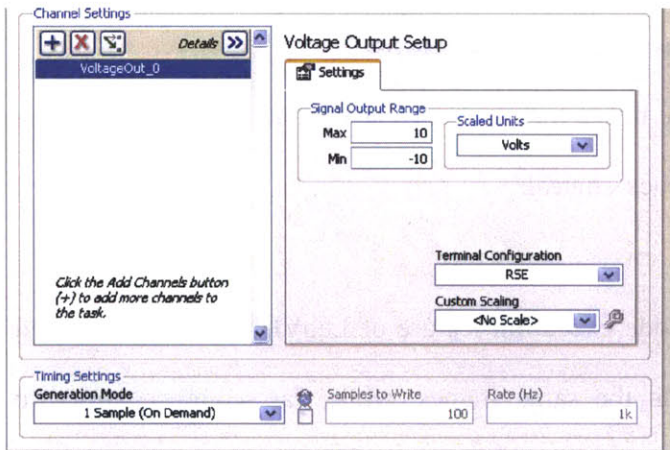 Channel Settings
Details
VoltageOut_0
Click the Add Channels button
(+) to add more channels to
the task.
Voltage Output Setup
Settings
Signal Output Range
Max 10
Min -10
Scaled Units
Volts
Terminal Configuration
RSE
Custom Scaling
<No Scale>
Timing Settings
Generation Mode
1 Sample (On Demand)
Samples to Write
100
Rate (Hz)
1k